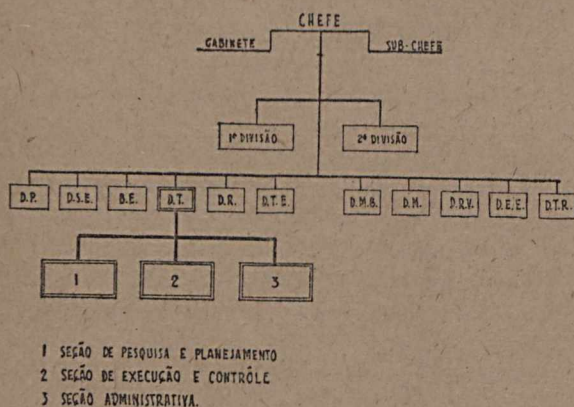 CHEFE
GABINETE SUB-CHEFE
1ª DIVISÃO 2ª DIVISÃO
D.P. D.S.E. B.E. D.T. D.R. D.T.E. D.M.B. D.M. D.R.V. D.E.E. D.T.R.
1 2 3
1 SEÇÃO DE PESQUISA E PLANEJAMENTO
2 SEÇÃO DE EXECUÇÃO E CONTRÔLE
3 SEÇÃO ADMINISTRATIVA.